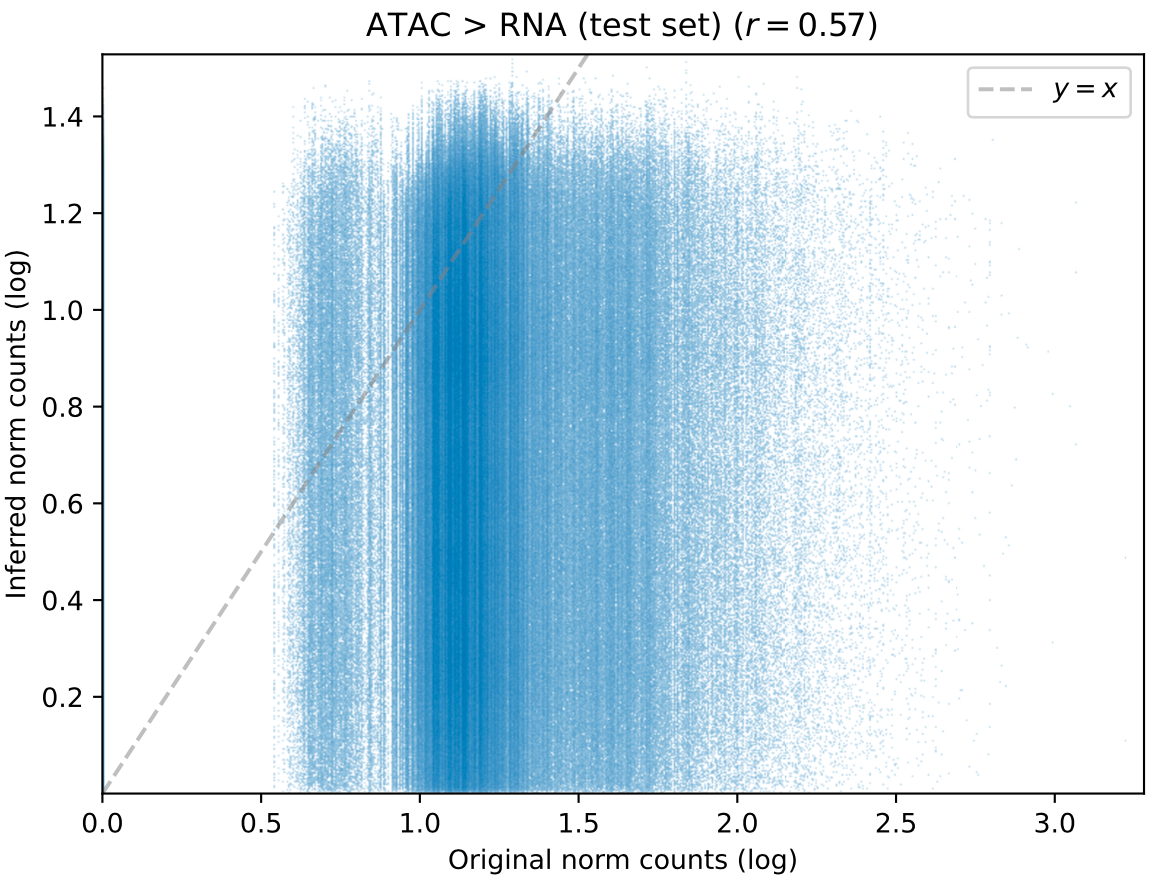 ATAC > RNA (test set) (r = 0.57)
y = x
1.4
1.2
1.0
0.8
0.6
0.4
0.2
Inferred norm counts (log)
0.0 0.5 1.0 1.5 2.0 2.5 3.0
Original norm counts (log)